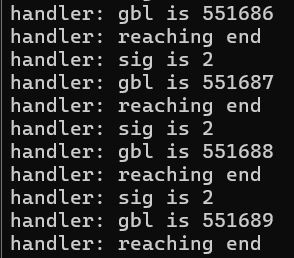 handler: gbl is 551686
handler: reaching end
handler: sig is 2
handler: gbl is 551687
handler: reaching end
handler: sig is 2
handler: gbl is 551688
handler: reaching end
handler: sig is 2
handler: gbl is 551689
handler: reaching end